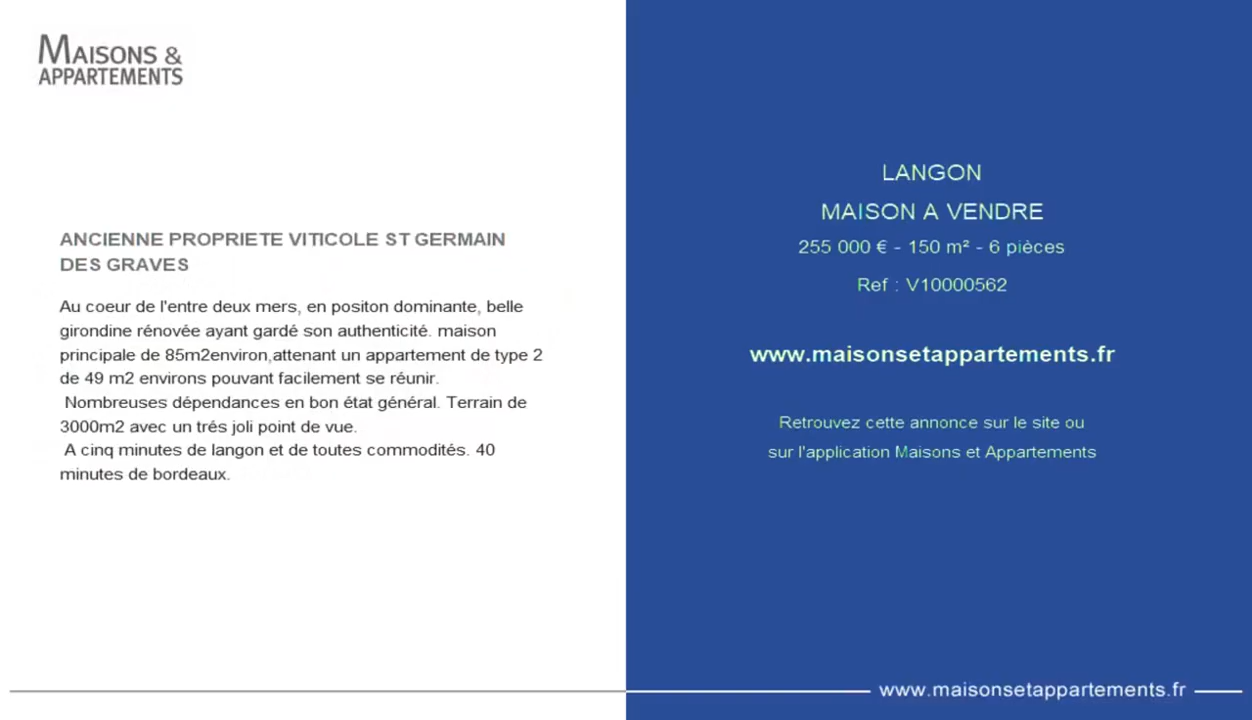 MAISONS &
APPARTEMENTS
ANCIENNE PROPRIETE VITICOLE ST GERMAIN
DES GRAVES
Au coeur de l'entre deux mers, en positon dominante, belle
girondine rénovée ayant gardé son authenticité. maison
principale de 85m2environ,attenant un appartement de type 2
de 49 m2 environs pouvant facilement se réunir.
Nombreuses dépendances en bon état général. Terrain de
3000m2 avec un trés joli point de vue.
A cinq minutes de langon et de toutes commodités. 40
minutes de bordeaux.
LANGON
MAISON A VENDRE
255 000 € - 150 m² - 6 pièces
Ref : V10000562
www.maisonsetappartements.fr
Retrouvez cette annonce sur le site ou
sur l'application Maisons et Appartements
www.maisonsetappartements.fr